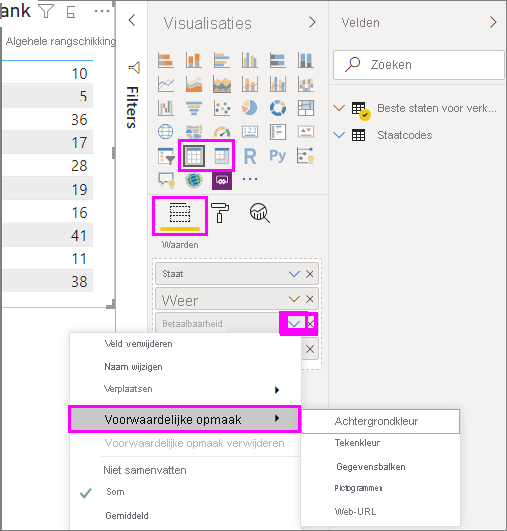 ank
Algehele rangschikking
10
5
36
17
28
19
16
41
11
38
Filters
Visualisaties
123
R
Py
Waarden
Staat
Weer
Betaalbaarheid
Veld verwijderen
Naam wijzigen
Verplaatsen
Voorwaardelijke opmaak
Voorwaardelijke opmaak verwijderen
Niet samenvatten
Som
Gemiddeld
Achtergrondkleur
Tekenkleur
Gegevensbalken
Pictogrammen
Web-URL
Velden
Zoeken
Beste staten voor verk...
Staatcodes